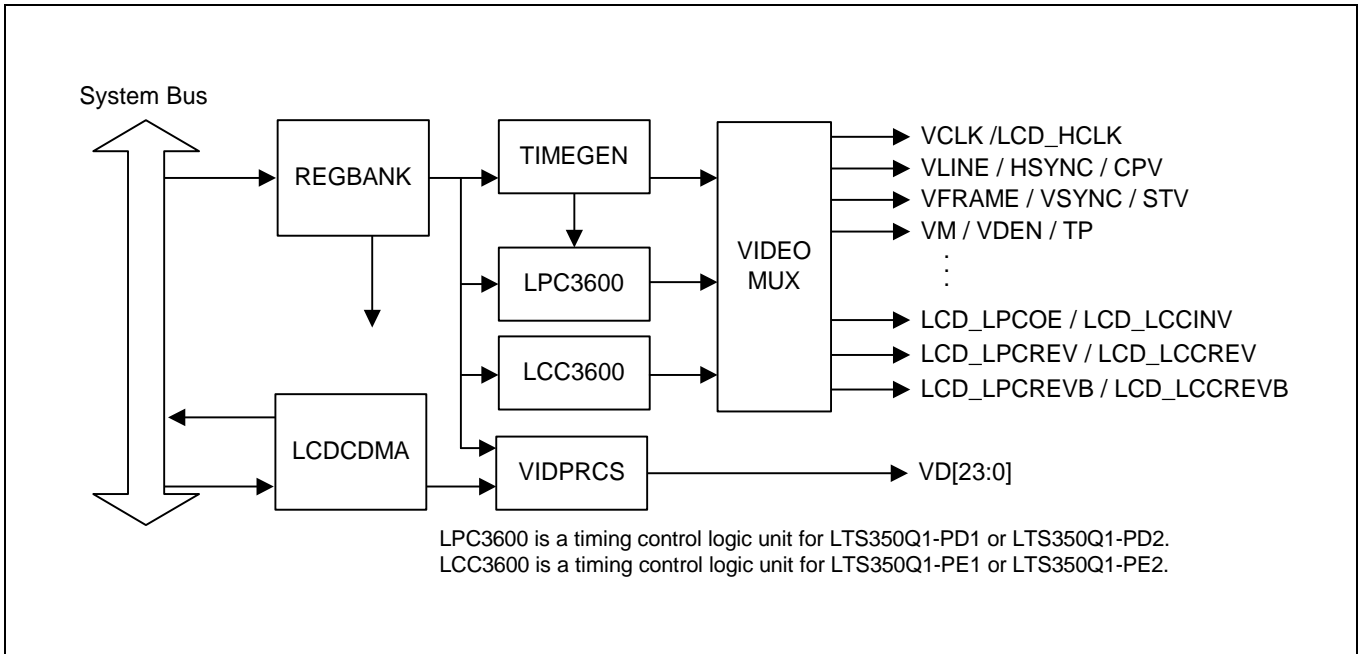 System Bus
REGBANK
TIMEGEN
LPC3600
LCC3600
LCDCDMA
VIDPRCS
VIDEO
MUX
VCLK /LCD_HCLK
VLINE / HSYNC / CPV
VFRAME / VSYNC / STV
VM / VDEN / TP
LCD_LPCOE / LCD_LCCINV
LCD_LPCREV / LCD_LCCREV
LCD_LPCREVB / LCD_LCCREVB
VD[23:0]
LPC3600 is a timing control logic unit for LTS350Q1-PD1 or LTS350Q1-PD2.
LCC3600 is a timing control logic unit for LTS350Q1-PE1 or LTS350Q1-PE2.